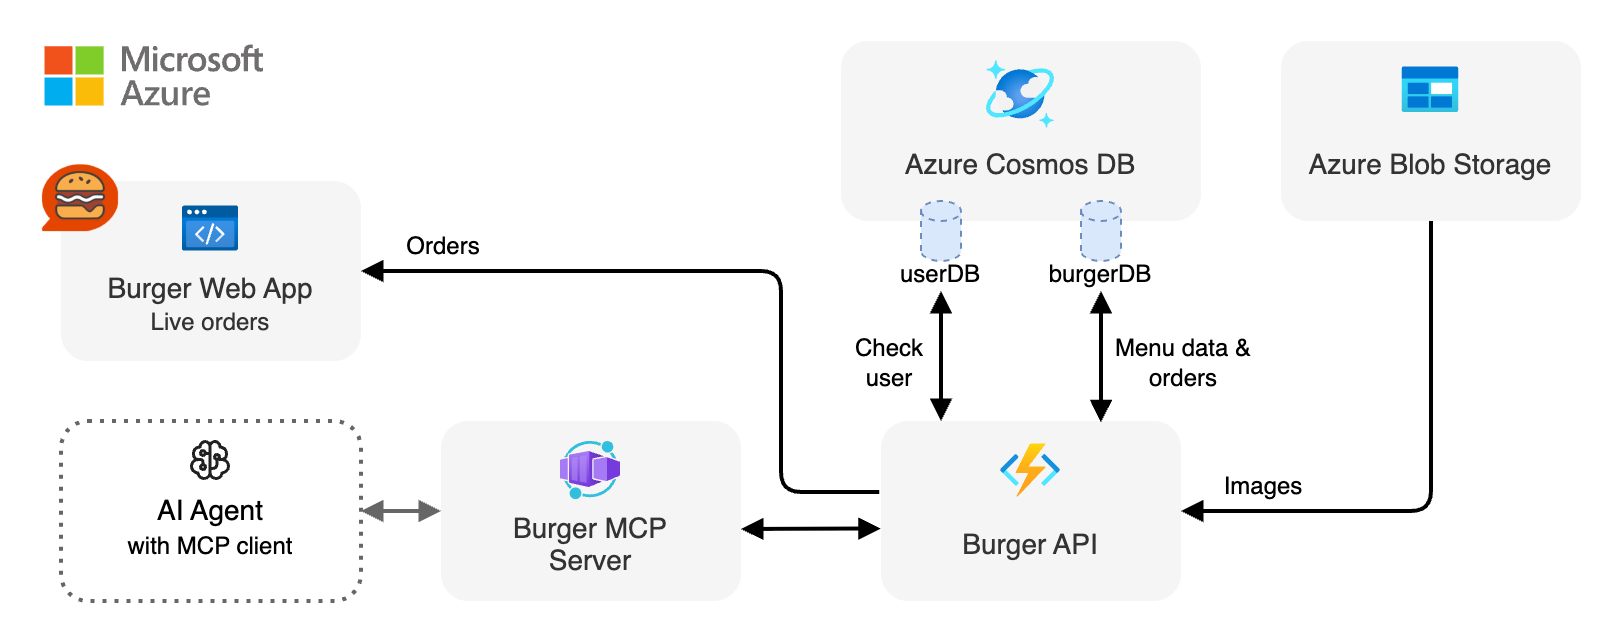 Microsoft
Azure
Azure Cosmos DB
Azure Blob Storage
</>
Burger Web App
Live orders
Orders
userDB
burgerDB
Check
user
Menu data &
orders
AI Agent
with MCP client
Burger MCP
Server
Burger API
Images